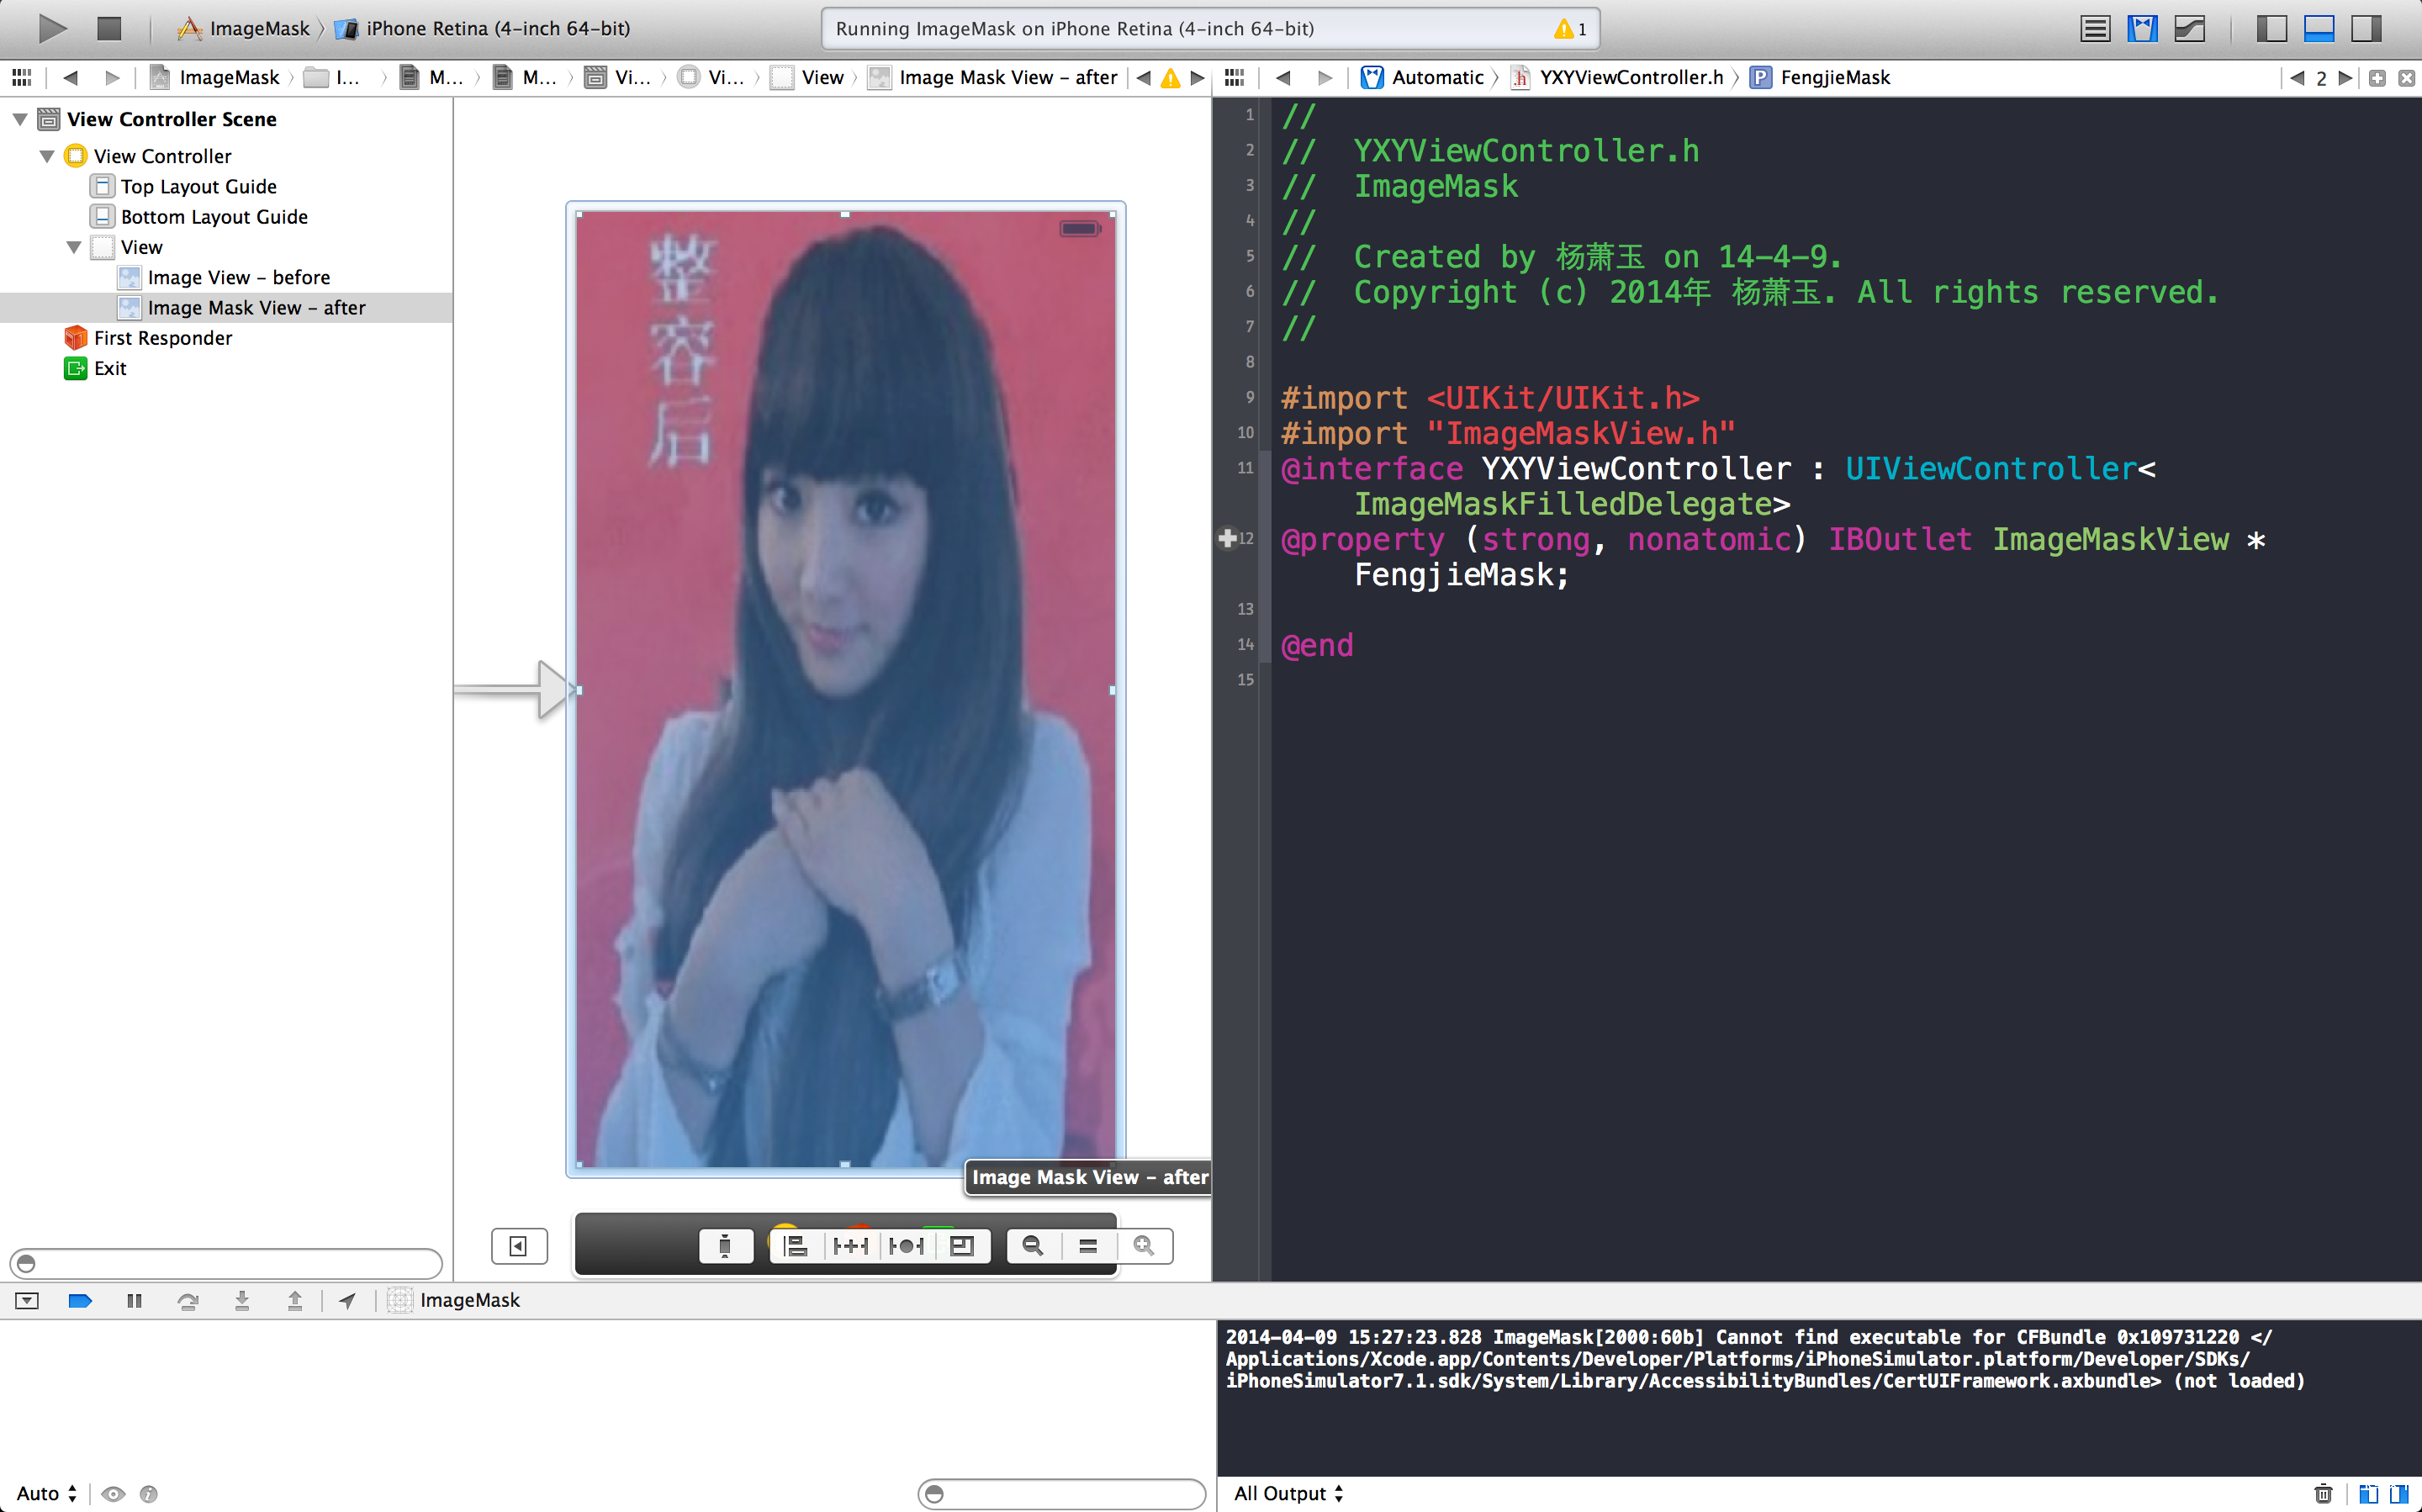 ImageMask
iPhone Retina (4-inch 64-bit)
Running ImageMask on iPhone Retina (4-inch 64-bit)
1
ImageMask
I...
M...
M...
Vi...
Vi...
View
Image Mask View – after
Automatic
YXYViewController.h
FengjieMask
2
View Controller Scene
View Controller
Top Layout Guide
Bottom Layout Guide
View
Image View – before
Image Mask View – after
First Responder
Exit
整容后
Image Mask View – after
1 //
2 //  YXYViewController.h
3 //  ImageMask
4 //
5 //  Created by 杨萧玉 on 14-4-9.
6 //  Copyright (c) 2014年 杨萧玉. All rights reserved.
7 //
8
9 #import <UIKit/UIKit.h>
10 #import "ImageMaskView.h"
11 @interface YXYViewController : UIViewController<
ImageMaskFilledDelegate>
12 @property (strong, nonatomic) IBOutlet ImageMaskView *
FengjieMask;
13
14 @end
15
ImageMask
2014-04-09 15:27:23.828 ImageMask[2000:60b] Cannot find executable for CFBundle 0x109731220 </
Applications/Xcode.app/Contents/Developer/Platforms/iPhoneSimulator.platform/Developer/SDKs/
iPhoneSimulator7.1.sdk/System/Library/AccessibilityBundles/CertUIFramework.axbundle> (not loaded)
Auto
All Output